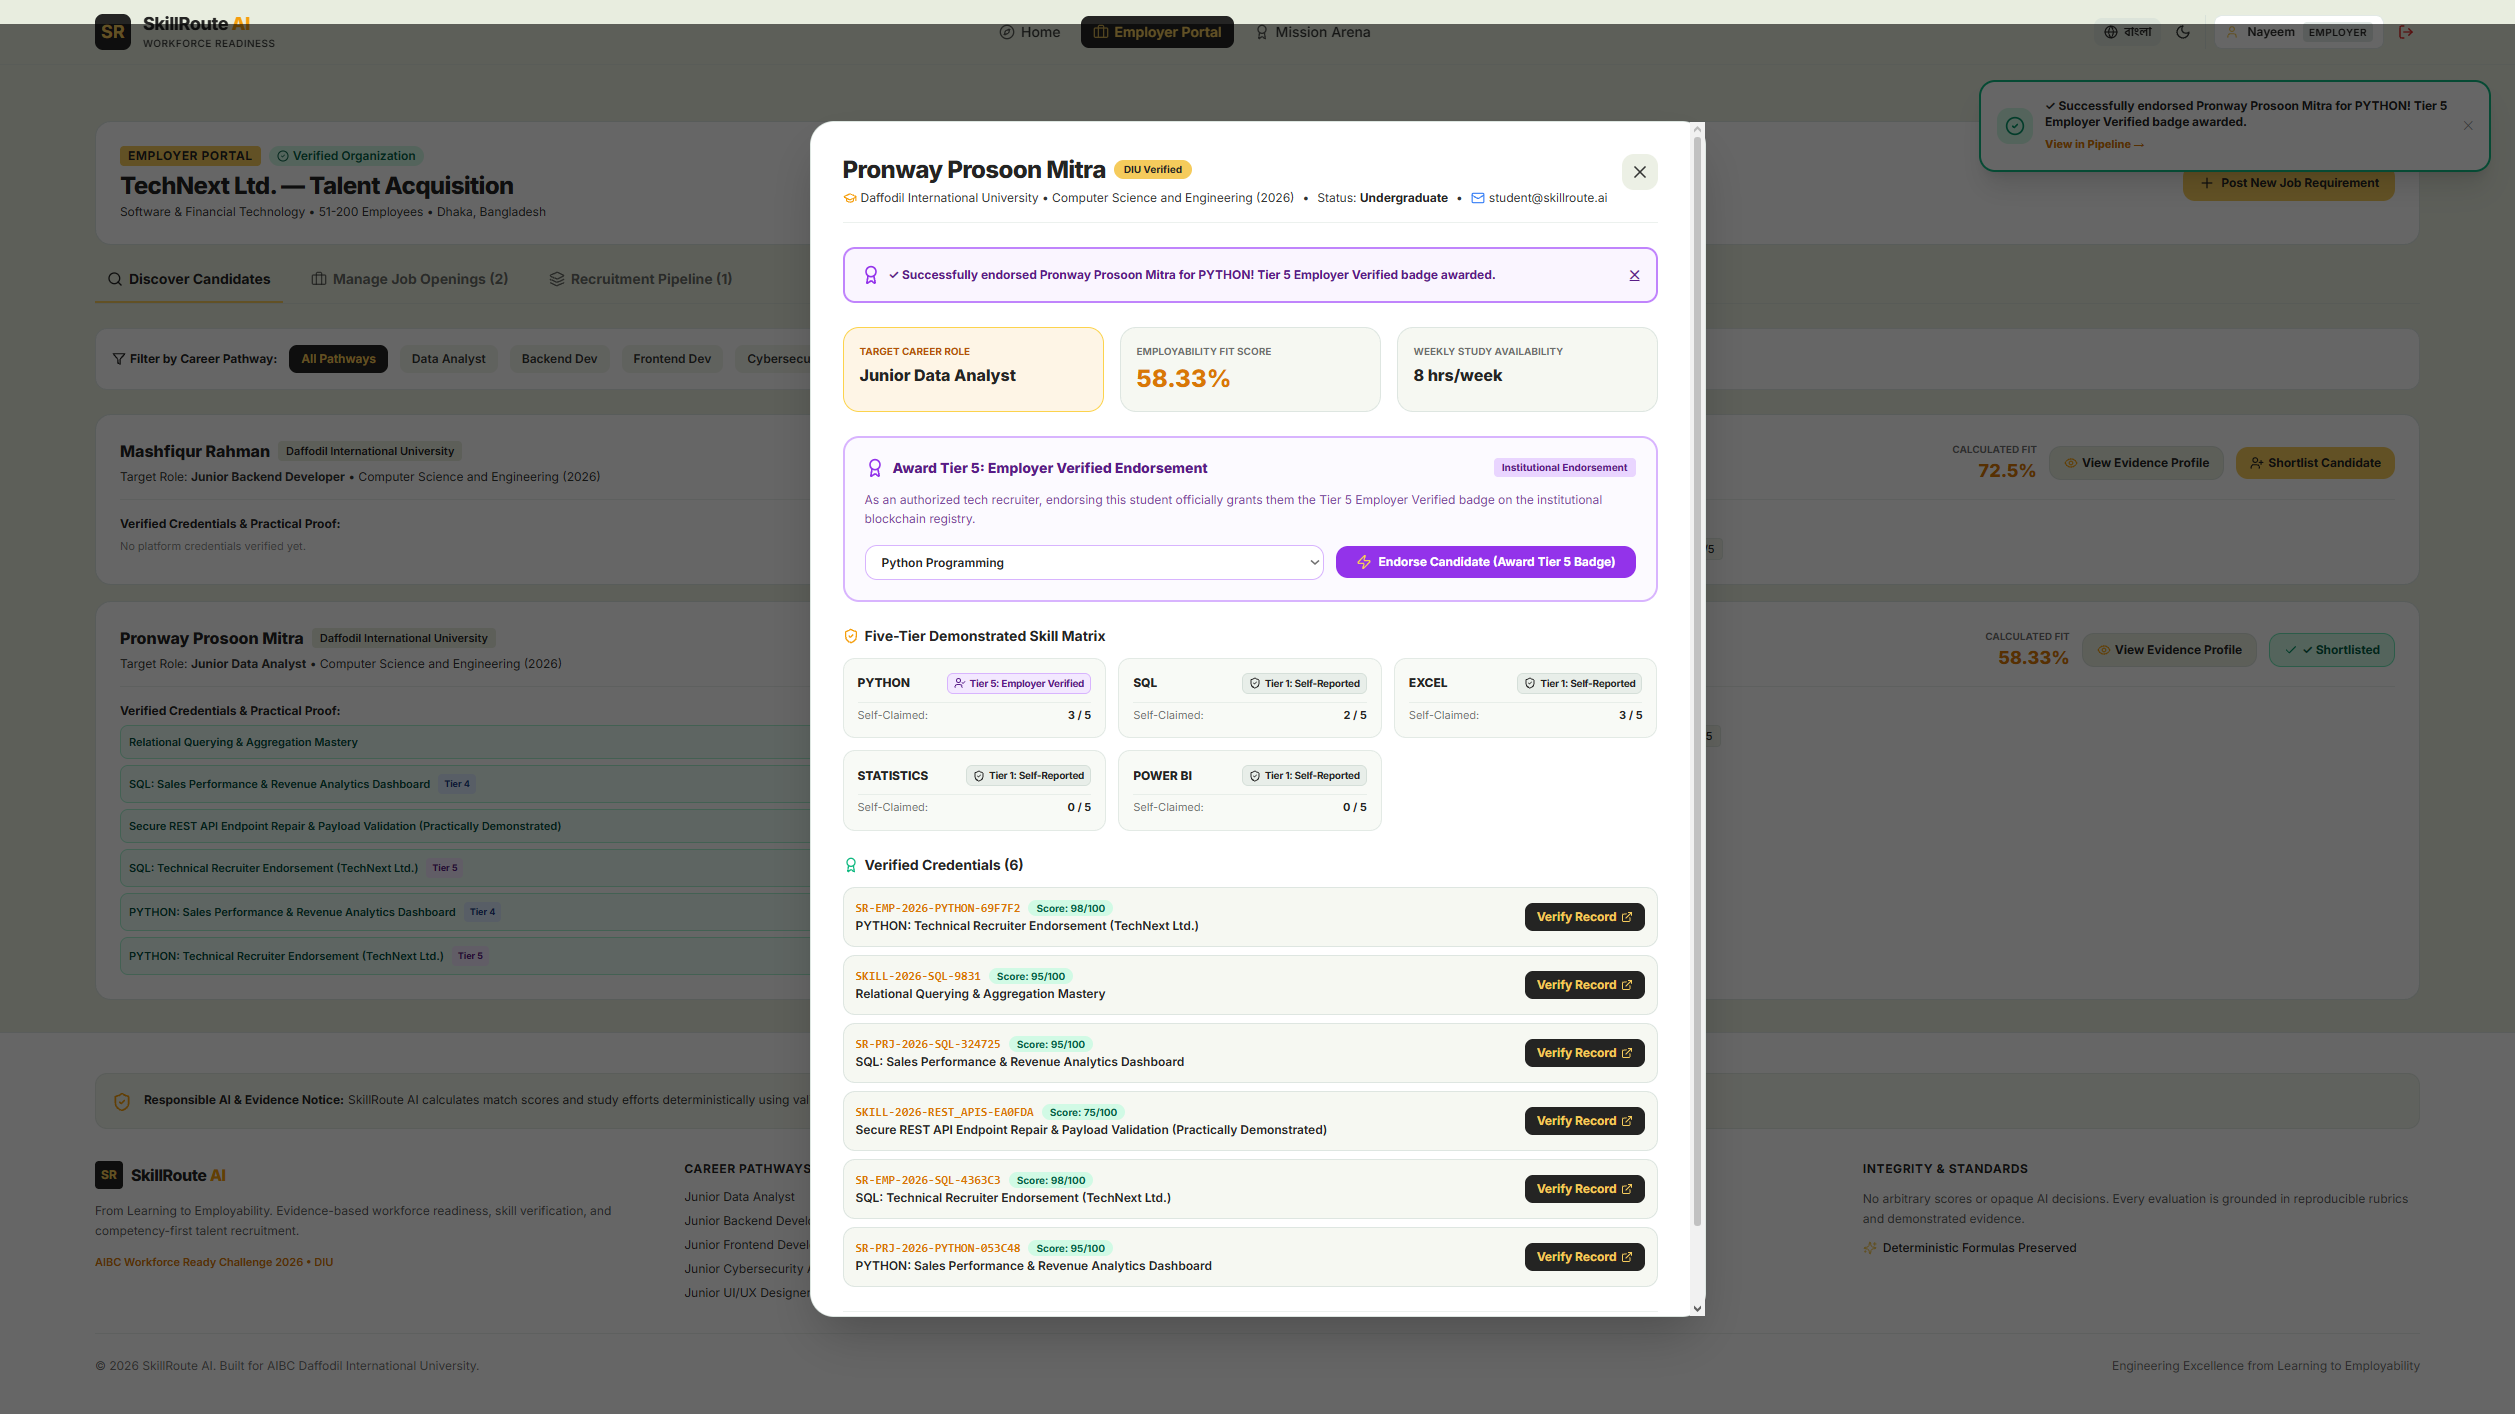 SR SkillRoute AI
WORKFORCE READINESS
Home
Employer Portal
Mission Arena
বাংলা
Nayeem EMPLOYER
✓ Successfully endorsed Pronway Prosoon Mitra for PYTHON! Tier 5
Employer Verified badge awarded.
View in Pipeline →
EMPLOYER PORTAL Verified Organization
TechNext Ltd. — Talent Acquisition
Software & Financial Technology • 51-200 Employees • Dhaka, Bangladesh
+ Post New Job Requirement
Discover Candidates
Manage Job Openings (2)
Recruitment Pipeline (1)
Filter by Career Pathway: All Pathways Data Analyst Backend Dev Frontend Dev Cybersecu
Mashfiqur Rahman Daffodil International University
Target Role: Junior Backend Developer • Computer Science and Engineering (2026)
CALCULATED FIT
72.5%
View Evidence Profile
Shortlist Candidate
Verified Credentials & Practical Proof:
No platform credentials verified yet.
/5
Pronway Prosoon Mitra Daffodil International University
Target Role: Junior Data Analyst • Computer Science and Engineering (2026)
CALCULATED FIT
58.33%
View Evidence Profile
✓ ✓ Shortlisted
Verified Credentials & Practical Proof:
Relational Querying & Aggregation Mastery
SQL: Sales Performance & Revenue Analytics Dashboard Tier 4
Secure REST API Endpoint Repair & Payload Validation (Practically Demonstrated)
SQL: Technical Recruiter Endorsement (TechNext Ltd.) Tier 5
PYTHON: Sales Performance & Revenue Analytics Dashboard Tier 4
PYTHON: Technical Recruiter Endorsement (TechNext Ltd.) Tier 5
5
Pronway Prosoon Mitra DIU Verified
Daffodil International University • Computer Science and Engineering (2026) • Status: Undergraduate • student@skillroute.ai
✓ Successfully endorsed Pronway Prosoon Mitra for PYTHON! Tier 5 Employer Verified badge awarded.
TARGET CAREER ROLE
Junior Data Analyst
EMPLOYABILITY FIT SCORE
58.33%
WEEKLY STUDY AVAILABILITY
8 hrs/week
Award Tier 5: Employer Verified Endorsement
Institutional Endorsement
As an authorized tech recruiter, endorsing this student officially grants them the Tier 5 Employer Verified badge on the institutional
blockchain registry.
Python Programming
Endorse Candidate (Award Tier 5 Badge)
Five-Tier Demonstrated Skill Matrix
PYTHON Tier 5: Employer Verified
Self-Claimed: 3 / 5
SQL Tier 1: Self-Reported
Self-Claimed: 2 / 5
EXCEL Tier 1: Self-Reported
Self-Claimed: 3 / 5
STATISTICS Tier 1: Self-Reported
Self-Claimed: 0 / 5
POWER BI Tier 1: Self-Reported
Self-Claimed: 0 / 5
Verified Credentials (6)
SR-EMP-2026-PYTHON-69F7F2 Score: 98/100
PYTHON: Technical Recruiter Endorsement (TechNext Ltd.)
Verify Record
SKILL-2026-SQL-9831 Score: 95/100
Relational Querying & Aggregation Mastery
Verify Record
SR-PRJ-2026-SQL-324725 Score: 95/100
SQL: Sales Performance & Revenue Analytics Dashboard
Verify Record
SKILL-2026-REST_APIS-EA0FDA Score: 75/100
Secure REST API Endpoint Repair & Payload Validation (Practically Demonstrated)
Verify Record
SR-EMP-2026-SQL-4363C3 Score: 98/100
SQL: Technical Recruiter Endorsement (TechNext Ltd.)
Verify Record
SR-PRJ-2026-PYTHON-053C48 Score: 95/100
PYTHON: Sales Performance & Revenue Analytics Dashboard
Verify Record
Responsible AI & Evidence Notice: SkillRoute AI calculates match scores and study efforts deterministically using val
SR SkillRoute AI
From Learning to Employability. Evidence-based workforce readiness, skill verification, and
competency-first talent recruitment.
AIBC Workforce Ready Challenge 2026 • DIU
CAREER PATHWAYS
Junior Data Analyst
Junior Backend Develo
Junior Frontend Devel
Junior Cybersecurity A
Junior UI/UX Designer
INTEGRITY & STANDARDS
No arbitrary scores or opaque AI decisions. Every evaluation is grounded in reproducible rubrics
and demonstrated evidence.
Deterministic Formulas Preserved
© 2026 SkillRoute AI. Built for AIBC Daffodil International University.
Engineering Excellence from Learning to Employability